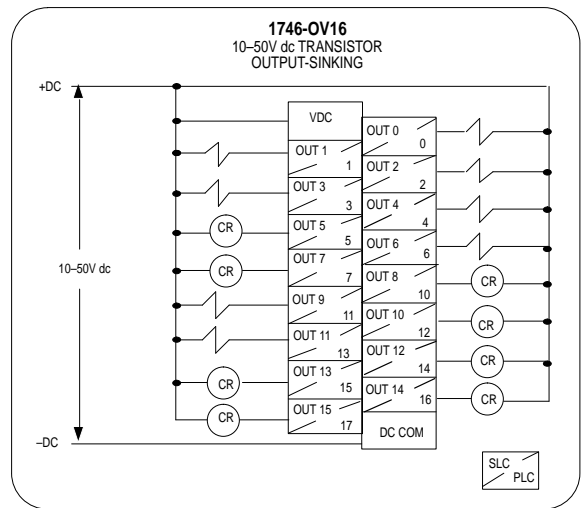 1746-OV16
10–50V dc TRANSISTOR
OUTPUT-SINKING
+DC
VDC
OUT 0
0
OUT 1
1
OUT 2
2
OUT 3
3
OUT 4
4
CR
OUT 5
5
OUT 6
6
10–50V dc
CR
OUT 7
7
OUT 8
10
CR
OUT 9
11
OUT 10
12
CR
OUT 11
13
OUT 12
14
CR
CR
OUT 13
15
OUT 14
16
CR
CR
OUT 15
17
DC COM
–DC
SLC
PLC